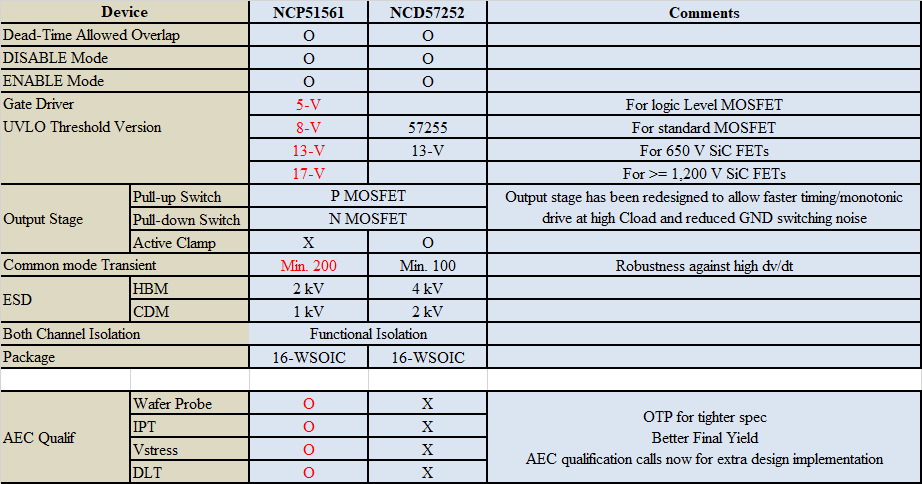 Device NCP51561 NCD57252 Comments
Dead-Time Allowed Overlap O O
DISABLE Mode O O
ENABLE Mode O O
Gate Driver 5-V For logic Level MOSFET
UVLO Threshold Version 8-V 57255 For standard MOSFET
13-V 13-V For 650 V SiC FETs
17-V For >= 1,200 V SiC FETs
Output Stage Pull-up Switch P MOSFET Output stage has been redesigned to allow faster timing/monotonic
Pull-down Switch N MOSFET drive at high Cload and reduced GND switching noise
Active Clamp X O
Common mode Transient Min. 200 Min. 100 Robustness against high dv/dt
ESD HBM 2 kV 4 kV
CDM 1 kV 2 kV
Both Channel Isolation Functional Isolation
Package 16-WSOIC 16-WSOIC
AEC Qualif Wafer Probe O X OTP for tighter spec
IPT O X Better Final Yield
Vstress O X AEC qualification calls now for extra design implementation
DLT O X